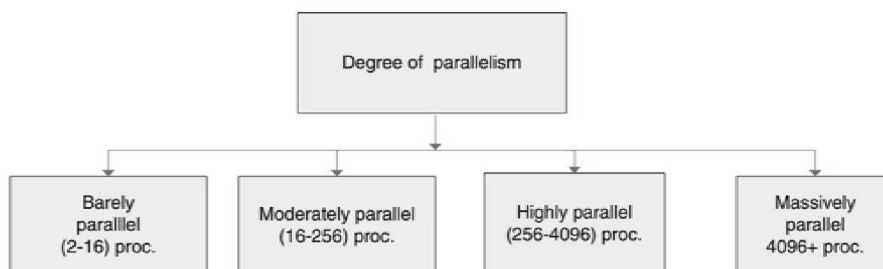 Degree of parallelism
Barely
paralllel
(2-16) proc.
Moderately parallel
(16-256) proc.
Highly parallel
(256-4096) proc.
Massively
parallel
4096+ proc.